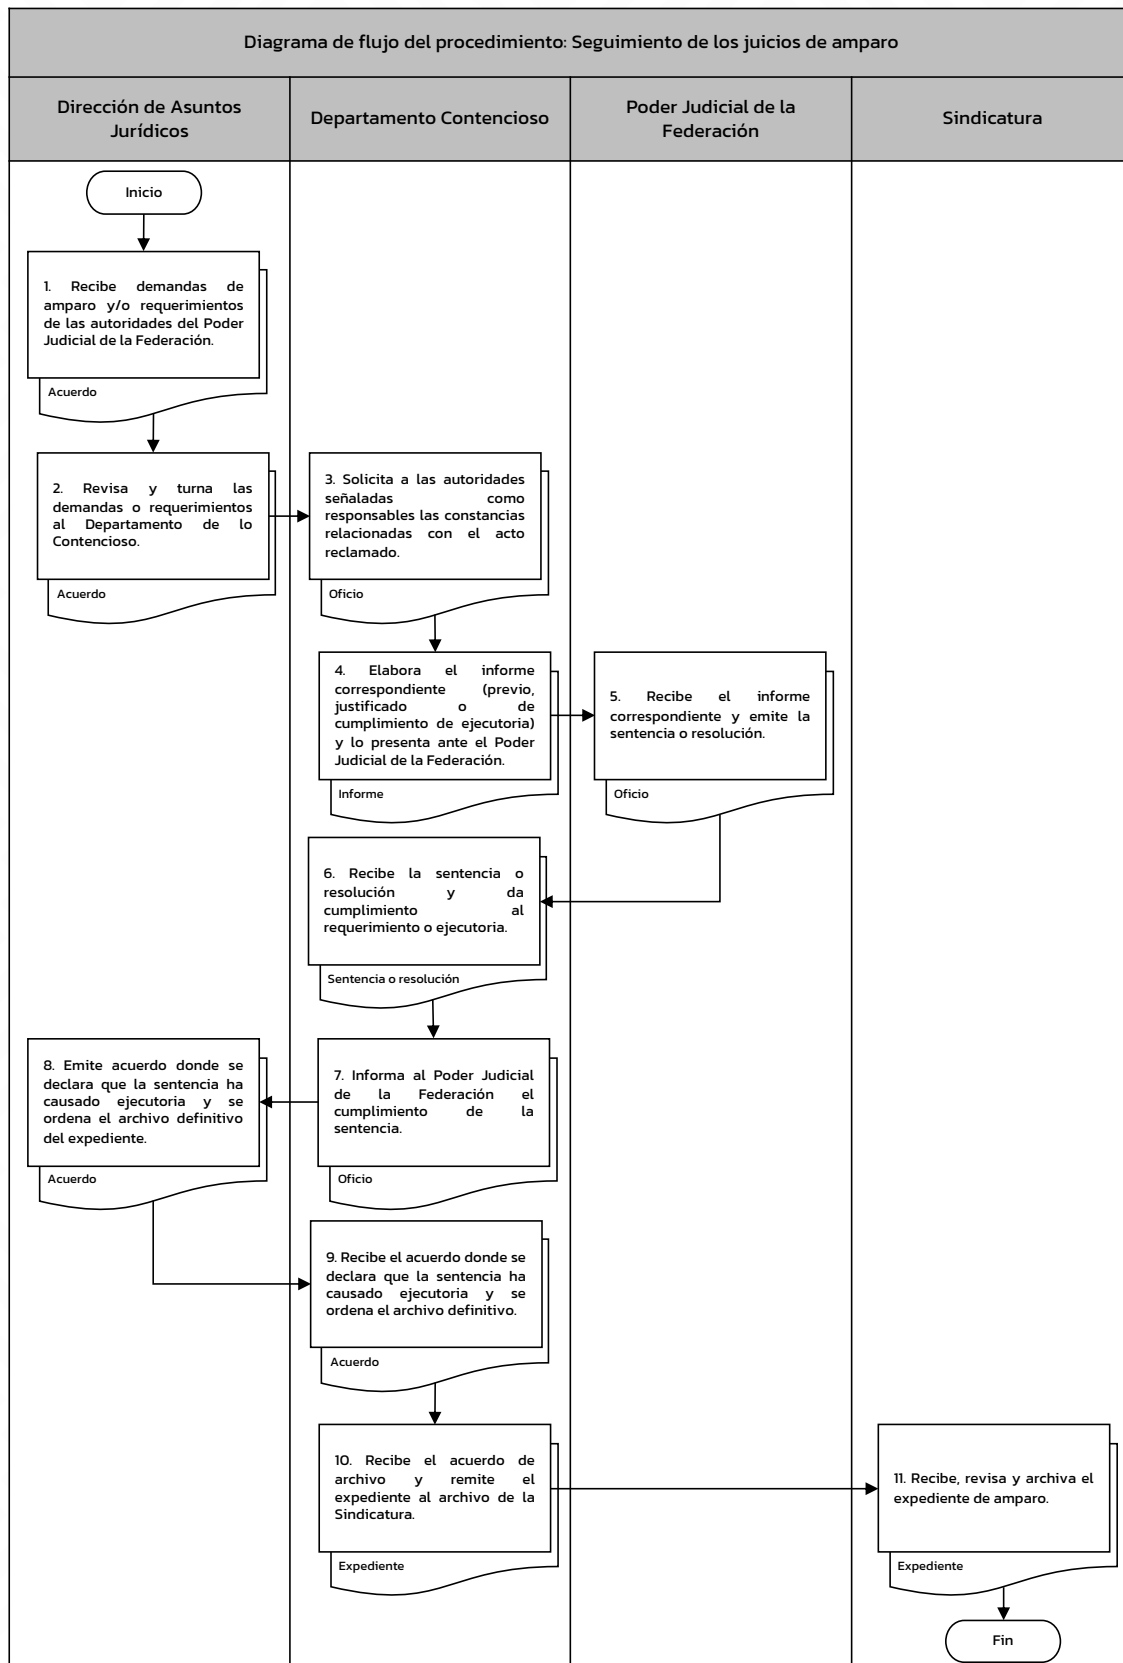 Diagrama de flujo del procedimiento: Seguimiento de los juicios de amparo
Dirección de Asuntos
Jurídicos
Departamento Contencioso
Poder Judicial de la
Federación
Sindicatura
Inicio
1. Recibe demandas de
amparo y/o requerimientos
de las autoridades del Poder
Judicial de la Federación.
Acuerdo
2. Revisa y turna las
demandas o requerimientos
al Departamento de lo
Contencioso.
Acuerdo
3. Solicita a las autoridades
señaladas como
responsables las constancias
relacionadas con el acto
reclamado.
Oficio
4. Elabora el informe
correspondiente (previo,
justificado o de
cumplimiento de ejecutoria)
y lo presenta ante el Poder
Judicial de la Federación.
Informe
5. Recibe el informe
correspondiente y emite la
sentencia o resolución.
Oficio
6. Recibe la sentencia o
resolución y da
cumplimiento al
requerimiento o ejecutoria.
Sentencia o resolución
7. Informa al Poder Judicial
de la Federación el
cumplimiento de la
sentencia.
Oficio
8. Emite acuerdo donde se
declara que la sentencia ha
causado ejecutoria y se
ordena el archivo definitivo
del expediente.
Acuerdo
9. Recibe el acuerdo donde se
declara que la sentencia ha
causado ejecutoria y se
ordena el archivo definitivo.
Acuerdo
10. Recibe el acuerdo de
archivo y remite el
expediente al archivo de la
Sindicatura.
Expediente
11. Recibe, revisa y archiva el
expediente de amparo.
Expediente
Fin